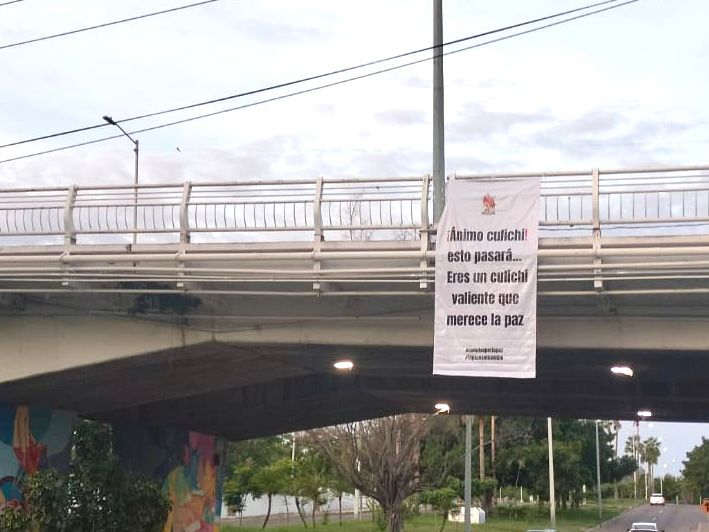 ¡Ánimo culichi!
esto pasará...
Eres un culichi
valiente que
merece la paz